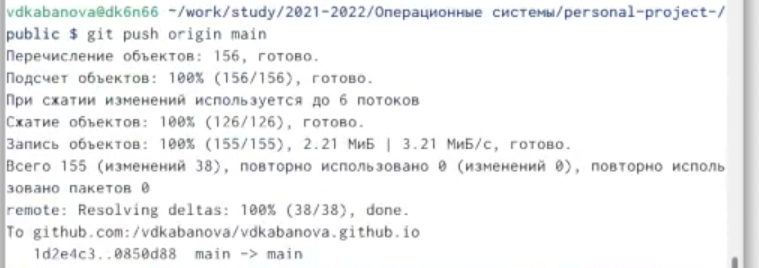 vdkabanova@dk6n66 ~/work/study/2021-2022/Операционные системы/personal-project-/
public $ git push origin main
Перечисление объектов: 156, готово.
Подсчет объектов: 100% (156/156), готово.
При сжатии изменений используется до 6 потоков
Сжатие объектов: 100% (126/126), готово.
Запись объектов: 100% (155/155), 2.21 МиБ | 3.21 МиБ/с, готово.
Всего 155 (изменений 38), повторно использовано 0 (изменений 0), повторно исполь
зовано пакетов 0
remote: Resolving deltas: 100% (38/38), done.
To github.com:/vdkabanova/vdkabanova.github.io
   1d2e4c3..0850d88  main -> main